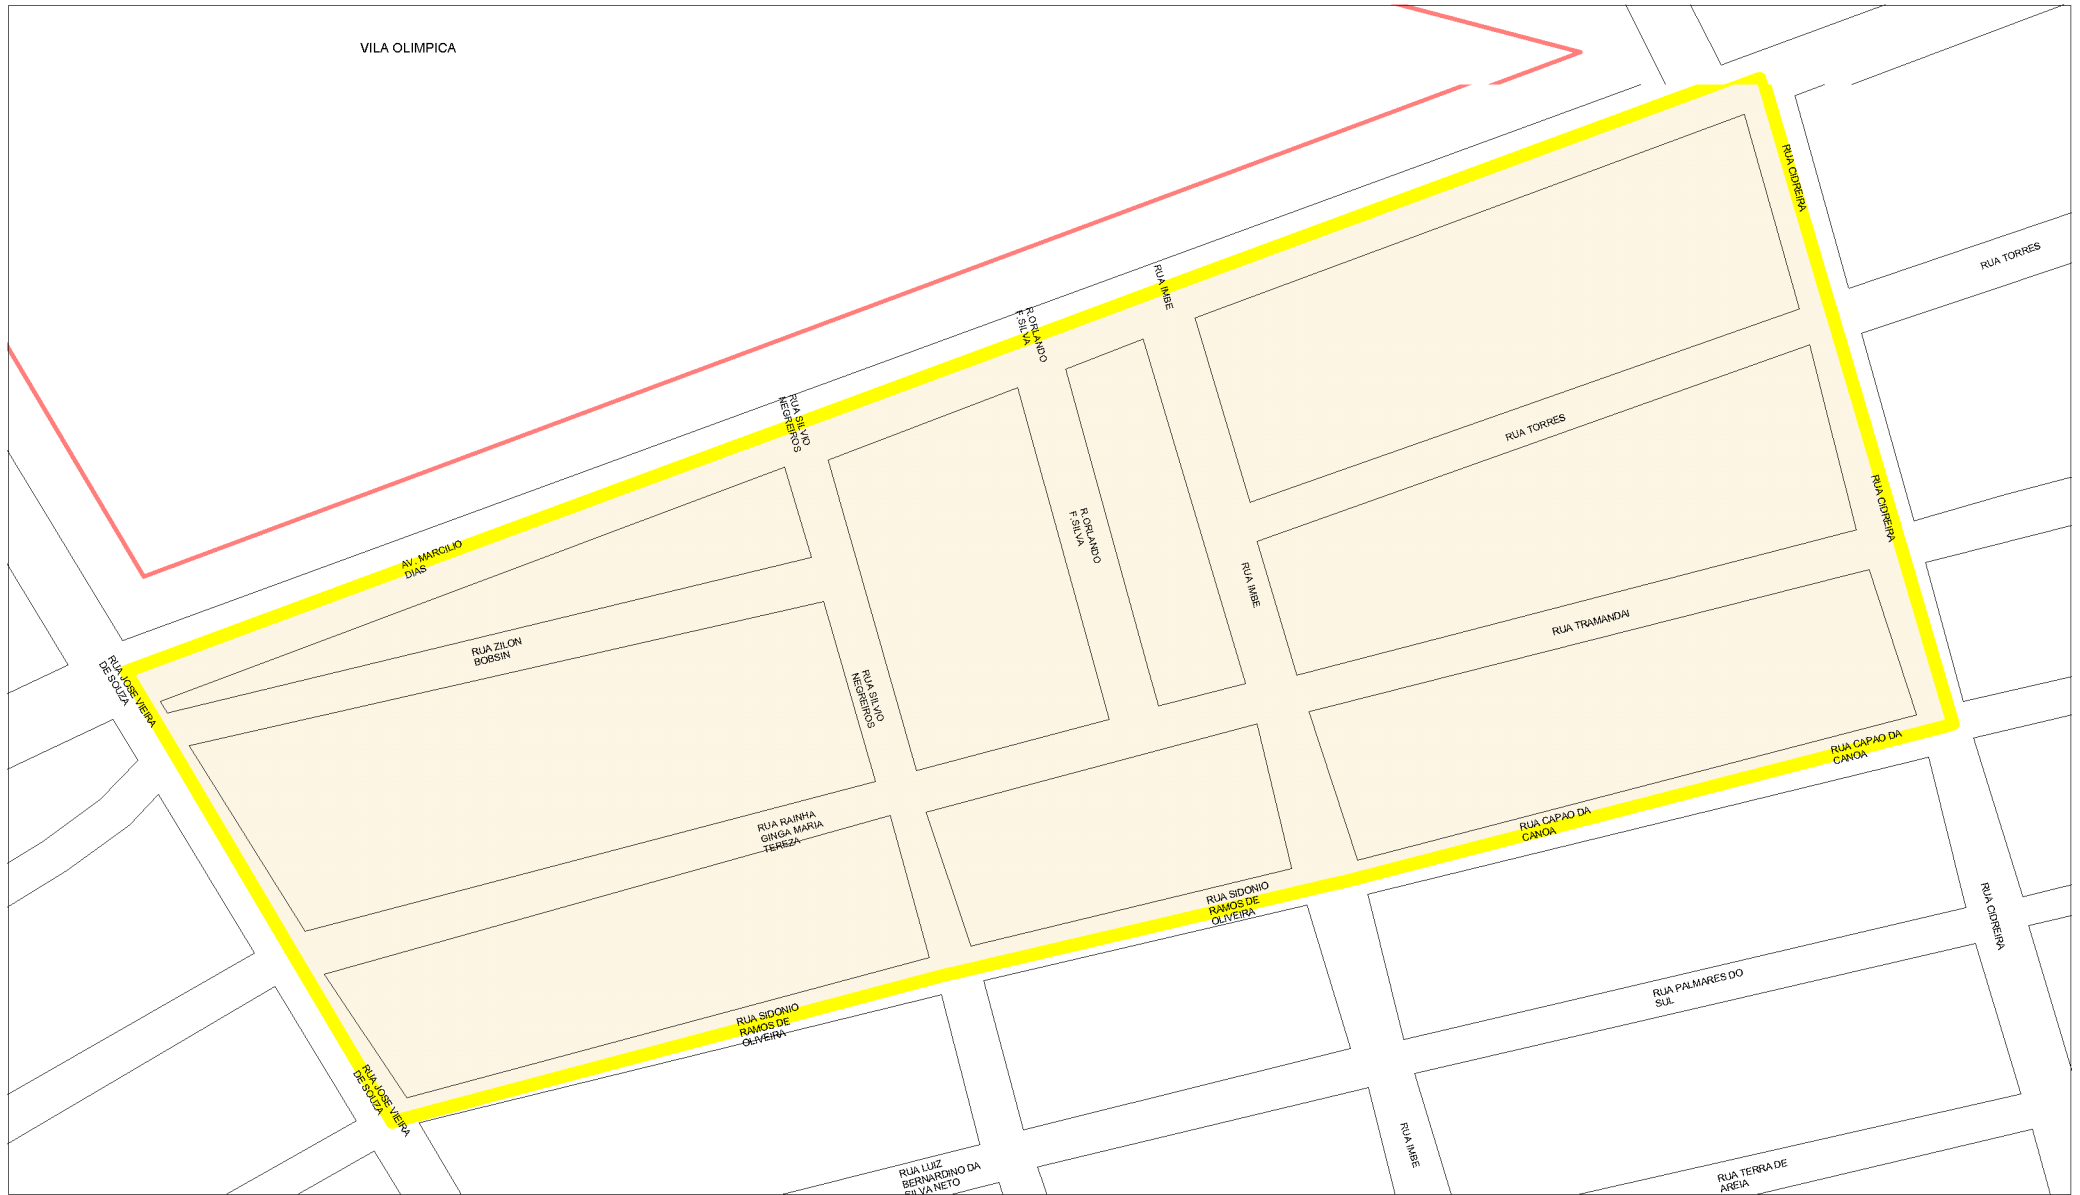 VILA OLIMPICA
RUA CIDREIRA
RUA TORRES
RUA IMBE
R.ORLANDO
F.SILVA
RUA SILVIO
NEGREIROS
RUA TORRES
RUA CIDREIRA
R.ORLANDO
F.SILVA
AV. MARCILIO
DIAS
RUA IMBE
RUA TRAMANDAI
RUA ZILON
BOBSIN
RUA JOSE VIEIRA
DE SOUZA
RUA SILVIO
NEGREIROS
RUA CAPAO DA
CANOA
RUA CAPAO DA
CANOA
RUA RAINHA
GINGA MARIA
TEREZA
RUA SIDONIO
RAMOS DE
OLIVEIRA
RUA CIDREIRA
RUA PALMARES DO
SUL
RUA SIDONIO
RAMOS DE
OLIVEIRA
RUA JOSE VIEIRA
DE SOUZA
RUA IMBE
RUA LUIZ
BERNARDINO DA
SILVA NETO
RUA TERRA DE
AREIA